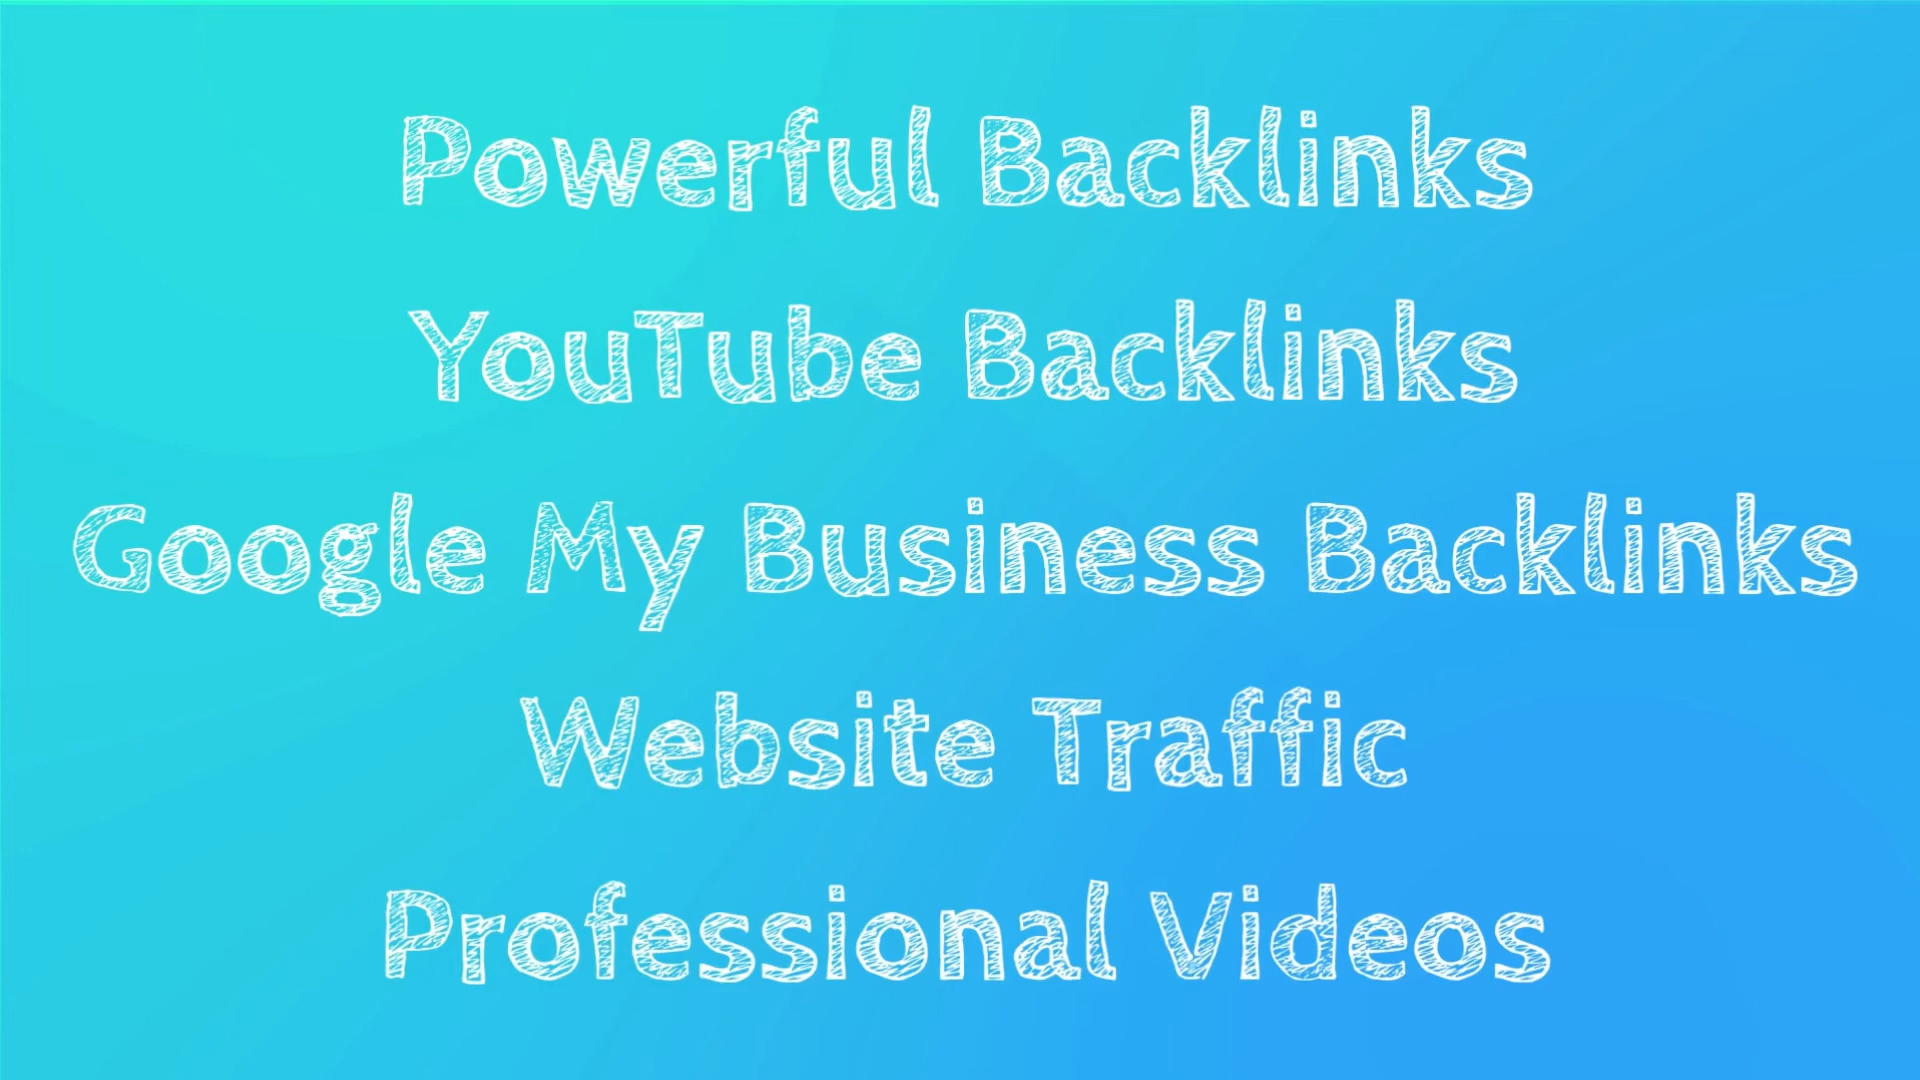 Powerful Backlinks
YouTube Backlinks
Google My Business Backlinks
Website Traffic
Professional Videos